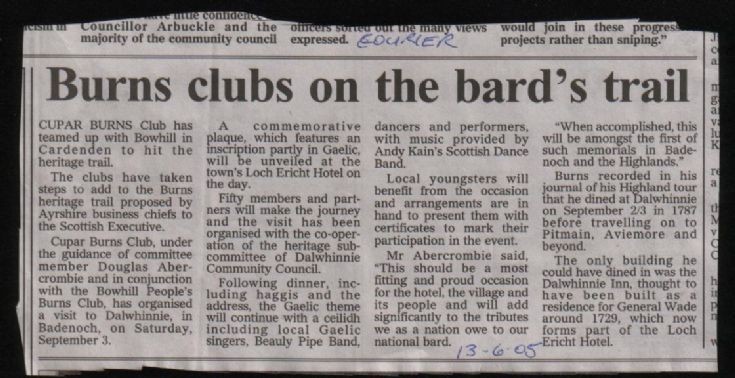 have little confidence
Councillor Arbuckle and the
majority of the community council
officers sorted out the many views
expressed. COURIER
would join in these progress
projects rather than sniping."
Burns clubs on the bard's trail
CUPAR BURNS Club has
teamed up with Bowhill in
Cardenden to hit the
heritage trail.
The clubs have taken
steps to add to the Burns
heritage trail proposed by
Ayrshire business chiefs to
the Scottish Executive.
Cupar Burns Club, under
the guidance of committee
member Douglas Aber-
crombie and in conjunction
with the Bowhill People's
Burns Club, has organised
a visit to Dalwhinnie, in
Badenoch, on Saturday,
September 3.
A commemorative
plaque, which features an
inscription partly in Gaelic,
will be unveiled at the
town's Loch Ericht Hotel on
the day.
Fifty members and part-
ners will make the journey
and the visit has been
organised with the co-oper-
ation of the heritage sub-
committee of Dalwhinnie
Community Council.
Following dinner, inc-
luding haggis and the
address, the Gaelic theme
will continue with a ceilidh
including local Gaelic
singers, Beauly Pipe Band,
dancers and performers,
with music provided by
Andy Kain's Scottish Dance
Band.
Local youngsters will
benefit from the occasion
and arrangements are in
hand to present them with
certificates to mark their
participation in the event.
Mr Abercrombie said,
"This should be a most
fitting and proud occasion
for the hotel, the village and
its people and will add
significantly to the tributes
we as a nation owe to our
national bard.
13-6-05
"When accomplished, this
will be amongst the first of
such memorials in Bade-
noch and the Highlands."
Burns recorded in his
journal of his Highland tour
that he dined at Dalwhinnie
on September 2/3 in 1787
before travelling on to
Pitmain, Aviemore and
beyond.
The only building he
could have dined in was the
Dalwhinnie Inn, thought to
have been built as a
residence for General Wade
around 1729, which now
forms part of the Loch
Ericht Hotel.